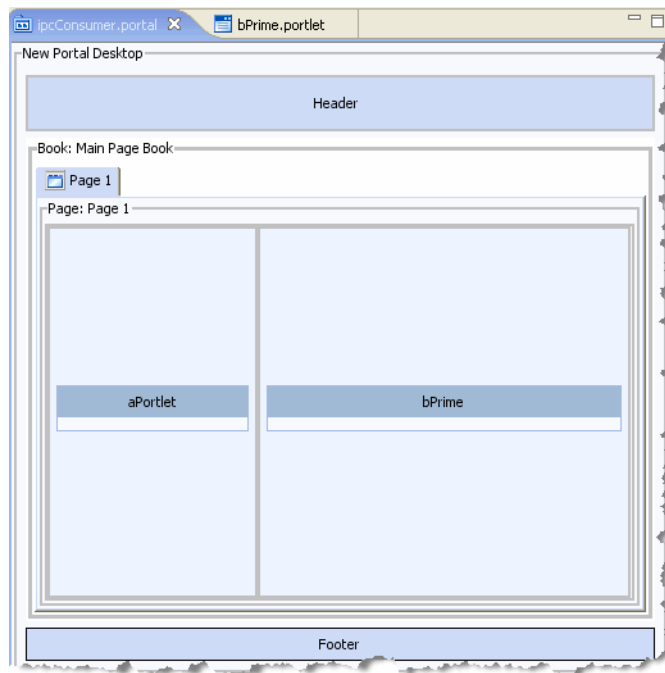 ipcConsumer.portal
bPrime.portlet
New Portal Desktop
Header
Book: Main Page Book
Page 1
Page: Page 1
aPortlet
bPrime
Footer